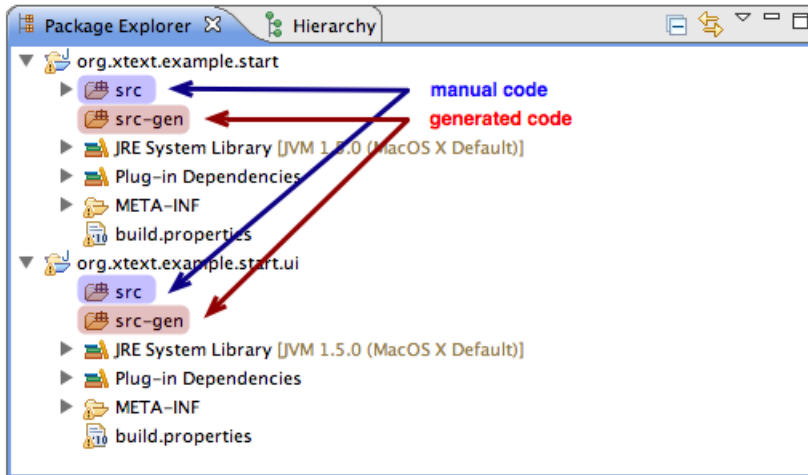 Package Explorer Hierarchy
org.xtext.example.start
src manual code
src-gen generated code
JRE System Library [JVM 1.5.0 (MacOS X Default)]
Plug-in Dependencies
META-INF
build.properties
org.xtext.example.start.ui
src
src-gen
JRE System Library [JVM 1.5.0 (MacOS X Default)]
Plug-in Dependencies
META-INF
build.properties